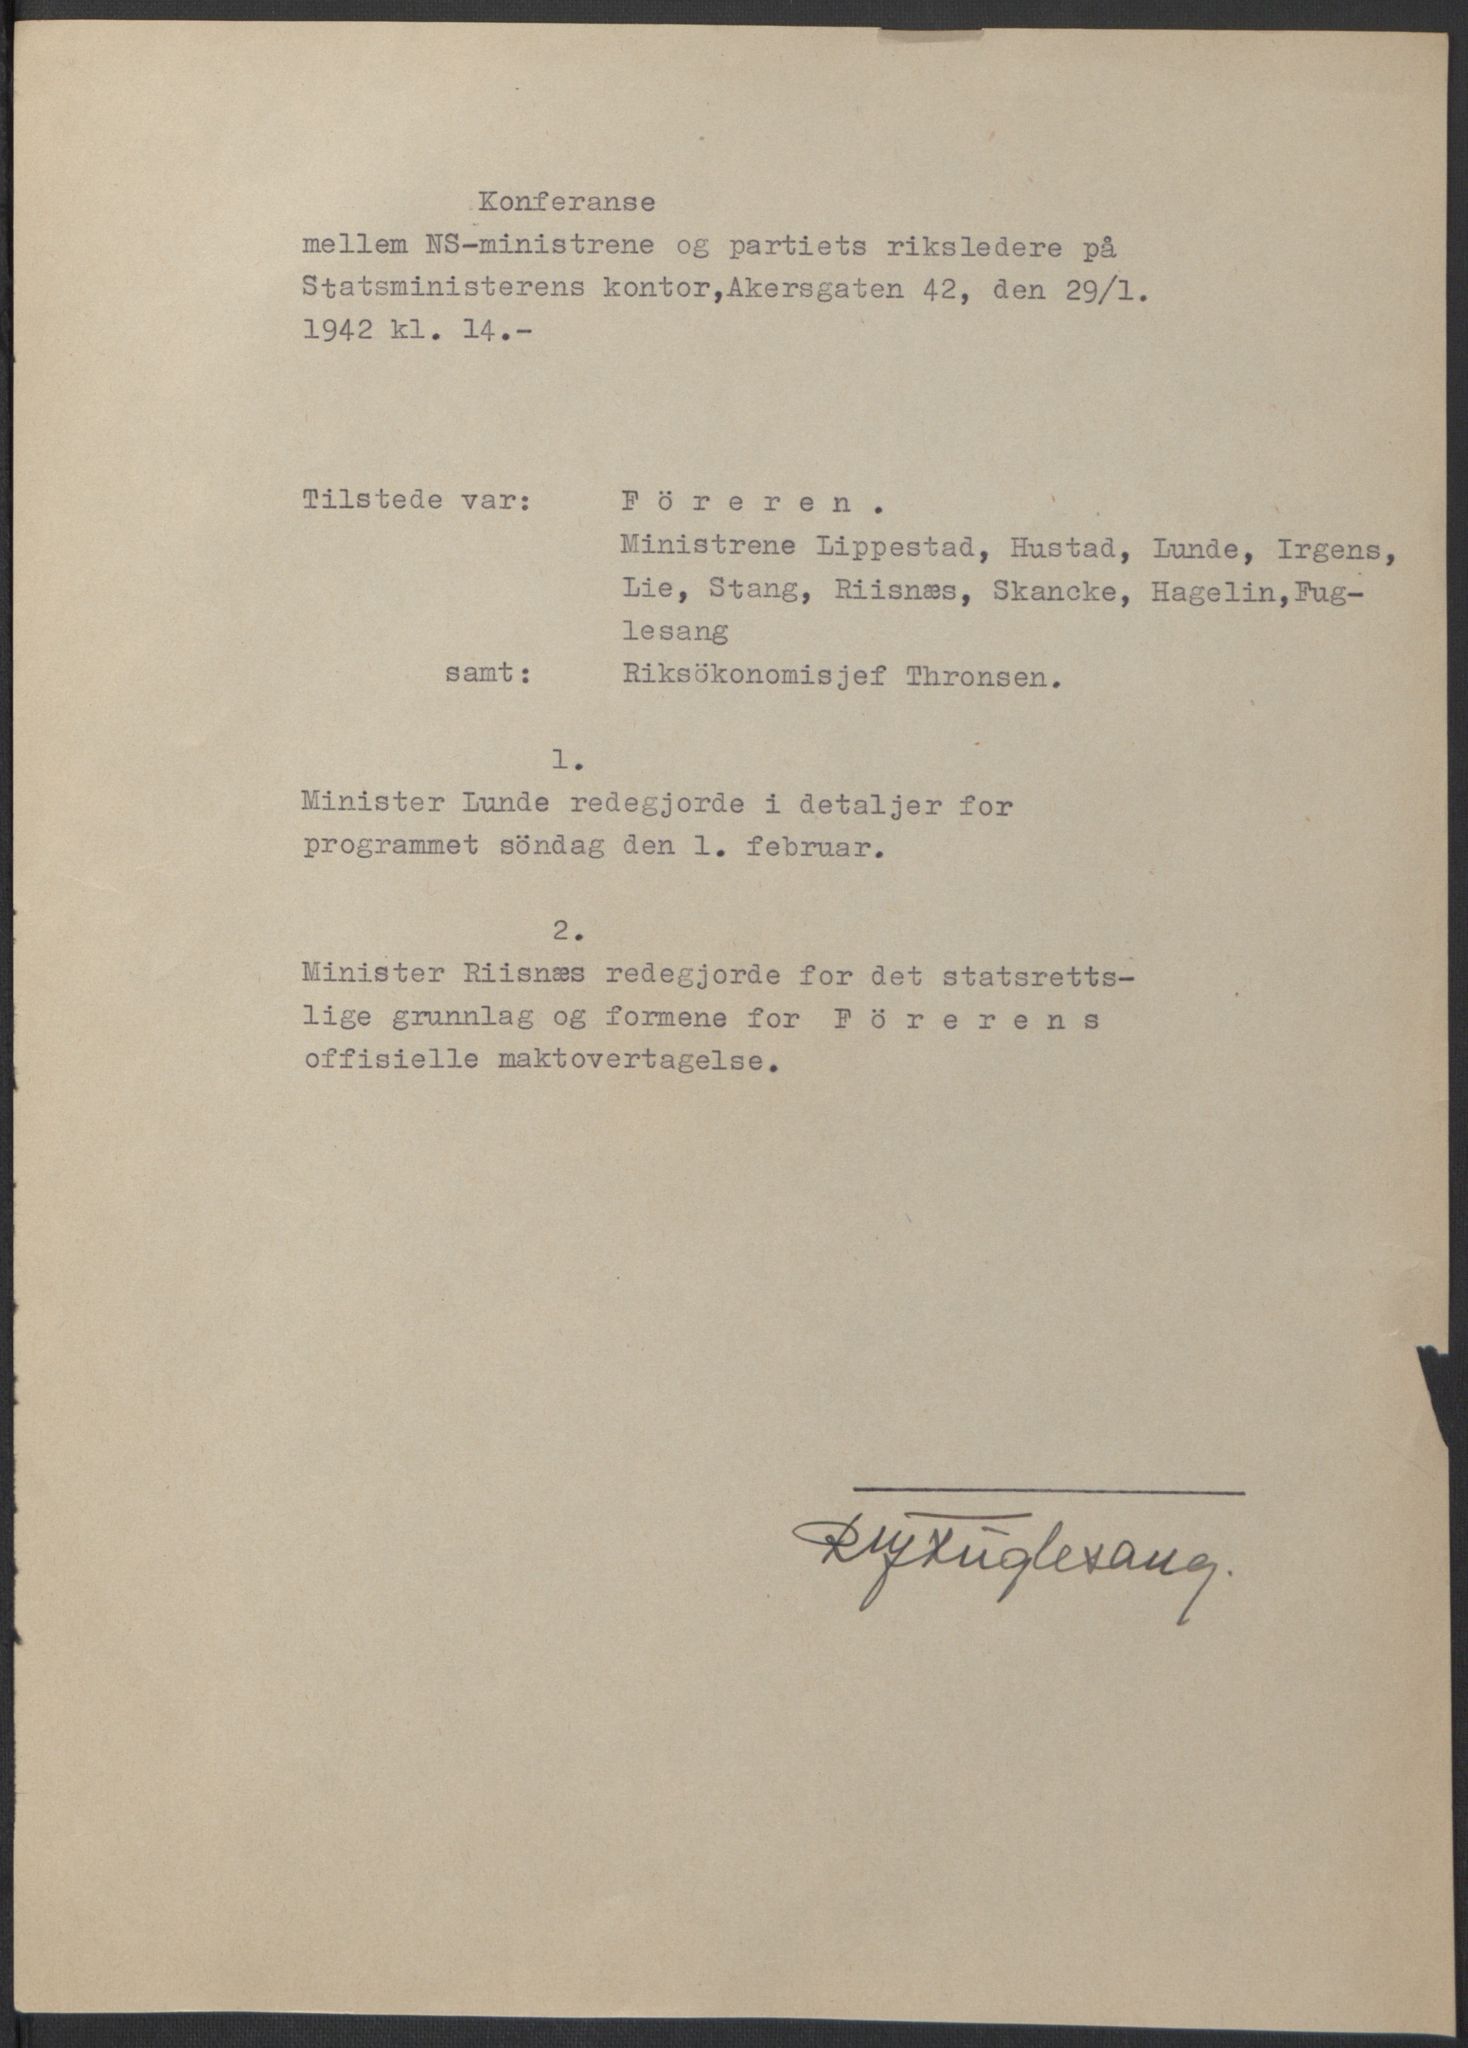 Konferanse
mellem NS-ministrene og partiets riksledere på
Statsministerens kontor,Akersgaten 42, den 29/1.
1942 kl. 14.-
Tilstede var: F ö r e r e n .
Ministrene Lippestad, Hustad, Lunde, Irgens,
Lie, Stang, Riisnæs, Skancke, Hagelin,Fug-
lesang
samt: Riksökonomisjef Thronsen.
1.
Minister Lunde redegjorde i detaljer for
programmet söndag den 1. februar.
2.
Minister Riisnæs redegjorde for det statsretts-
lige grunnlag og formene for F ö r e r e n s
offisielle maktovertagelse.
Fuglesang.